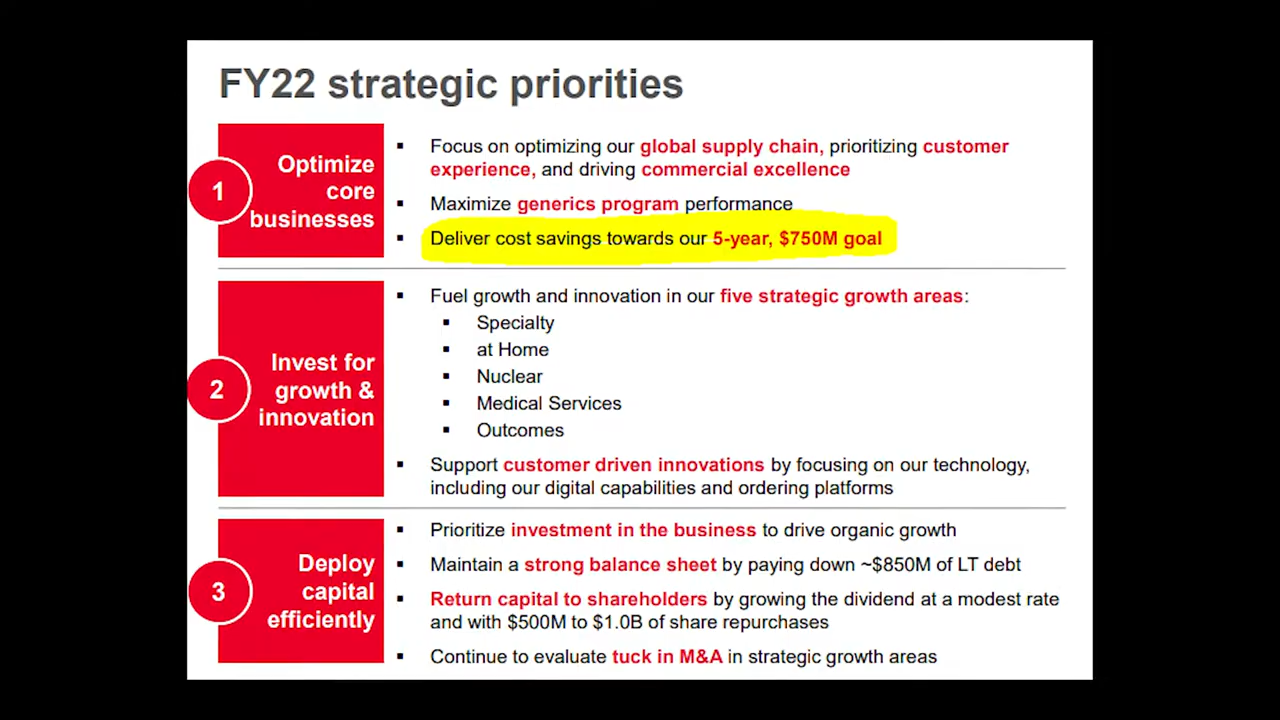 FY22 strategic priorities
1
Optimize
core
businesses
▪ Focus on optimizing our global supply chain, prioritizing customer
experience, and driving commercial excellence
▪ Maximize generics program performance
▪ Deliver cost savings towards our 5-year, $750M goal
2
Invest for
growth &
innovation
▪ Fuel growth and innovation in our five strategic growth areas:
▪ Specialty
▪ at Home
▪ Nuclear
▪ Medical Services
▪ Outcomes
▪ Support customer driven innovations by focusing on our technology,
including our digital capabilities and ordering platforms
3
Deploy
capital
efficiently
▪ Prioritize investment in the business to drive organic growth
▪ Maintain a strong balance sheet by paying down ~$850M of LT debt
▪ Return capital to shareholders by growing the dividend at a modest rate
and with $500M to $1.0B of share repurchases
▪ Continue to evaluate tuck in M&A in strategic growth areas